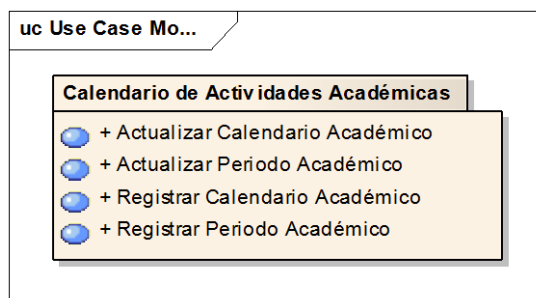 uc Use Case Mo...
Calendario de Actividades Académicas
+ Actualizar Calendario Académico
+ Actualizar Periodo Académico
+ Registrar Calendario Académico
+ Registrar Periodo Académico